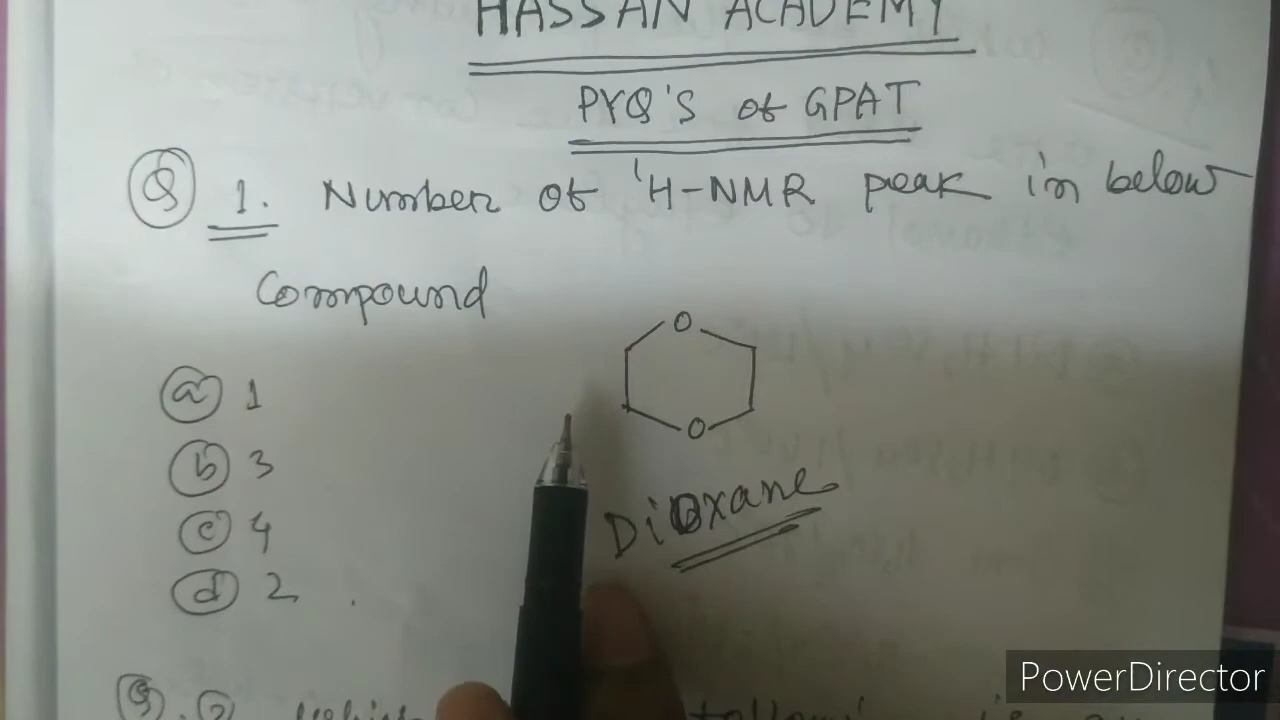 HASSAN ACADEMY
PYQ'S of GPAT
Q 1. Number of ¹H-NMR peak in below
Compound
O
a 1
b 3
O
c 4
Dioxane
d 2 .
Q. 2
PowerDirector